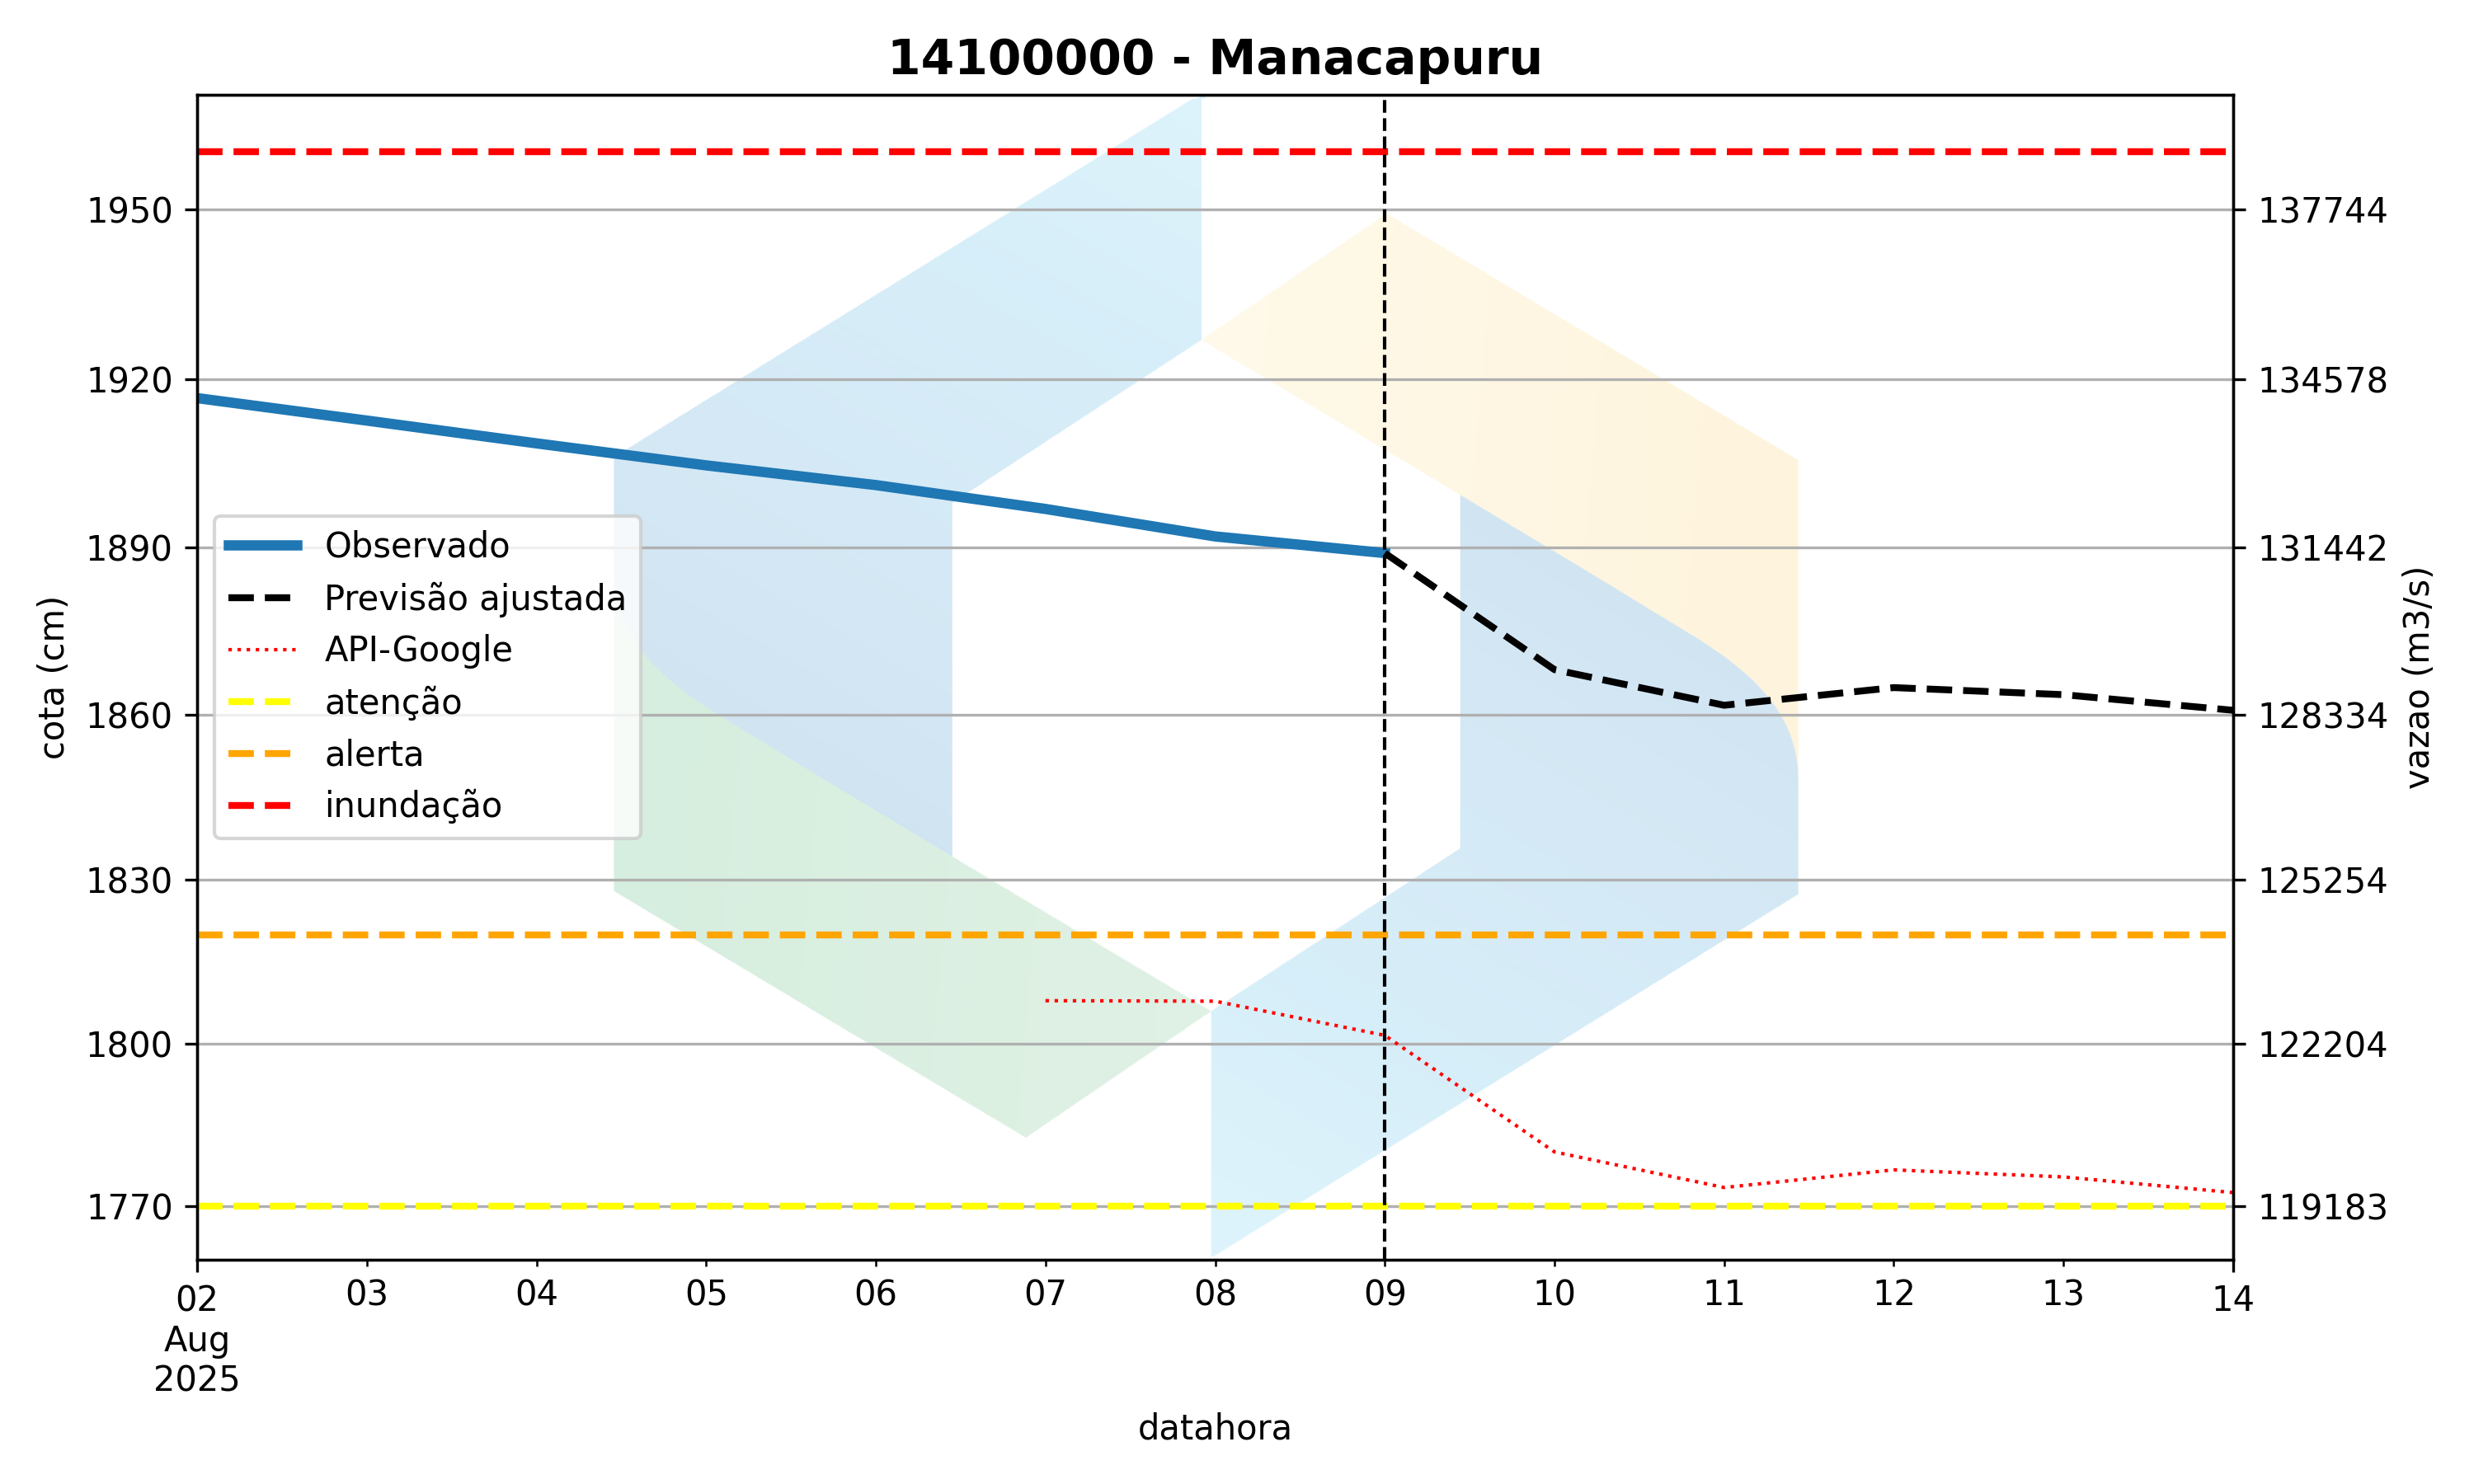 14100000 - Manacapuru
1950
1920
1890
1860
1830
1800
1770
cota (cm)
Observado
Previsão ajustada
API-Google
atenção
alerta
inundação
137744
134578
131442
128334
125254
122204
119183
vazao (m3/s)
02 03 04 05 06 07 08 09 10 11 12 13 14
Aug
2025
datahora